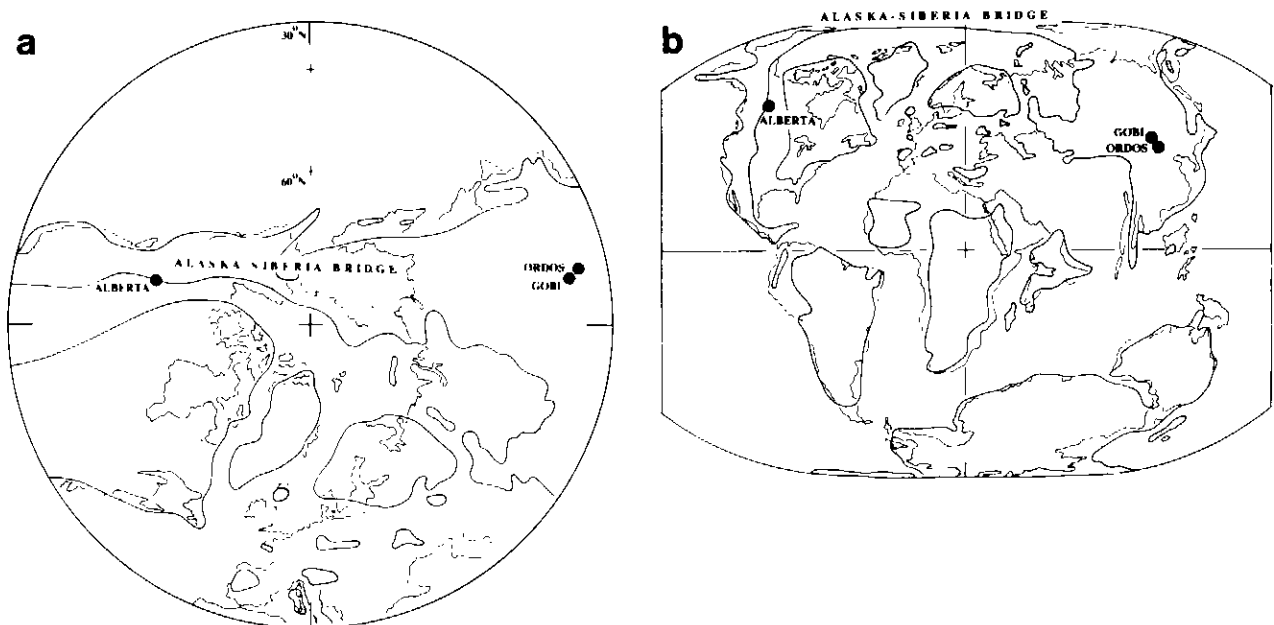 a
30°N
60°N
ALASKA-SIBERIA BRIDGE
ALBERTA
ORDOS
GOBI
b
ALASKA-SIBERIA BRIDGE
ALBERTA
GOBI
ORDOS